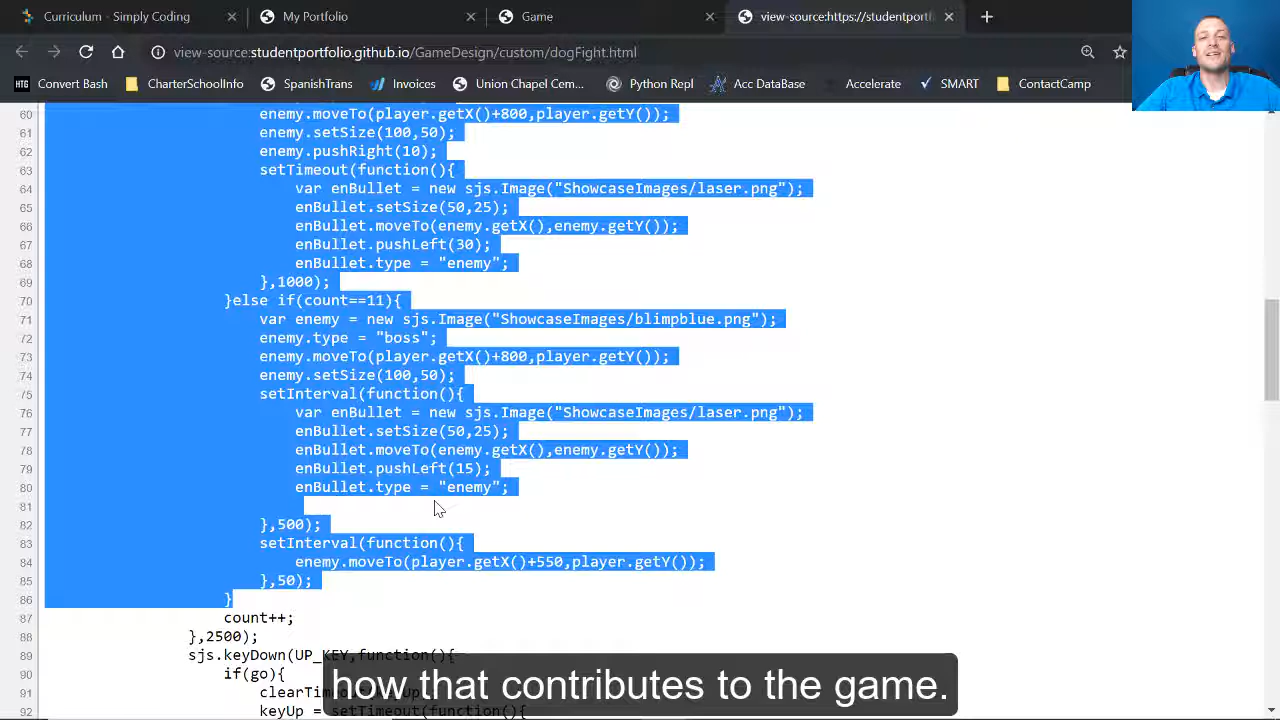 Curriculum - Simply Coding
My Portfolio
Game
view-source:https://studentportf
view-source:studentportfolio.github.io/GameDesign/custom/dogFight.html
HTG Convert Bash
CharterSchoolInfo
SpanishTrans
Invoices
Union Chapel Cem...
Python Repl
Acc DataBase
Accelerate
SMART
ContactCamp
60 enemy.moveTo(player.getX()+800,player.getY());
61 enemy.setSize(100,50);
62 enemy.pushRight(10);
63 setTimeout(function(){
64 var enBullet = new sjs.Image("ShowcaseImages/laser.png");
65 enBullet.setSize(50,25);
66 enBullet.moveTo(enemy.getX(),enemy.getY());
67 enBullet.pushLeft(30);
68 enBullet.type = "enemy";
69 },1000);
70 }else if(count==11){
71 var enemy = new sjs.Image("ShowcaseImages/blimpblue.png");
72 enemy.type = "boss";
73 enemy.moveTo(player.getX()+800,player.getY());
74 enemy.setSize(100,50);
75 setInterval(function(){
76 var enBullet = new sjs.Image("ShowcaseImages/laser.png");
77 enBullet.setSize(50,25);
78 enBullet.moveTo(enemy.getX(),enemy.getY());
79 enBullet.pushLeft(15);
80 enBullet.type = "enemy";
81
82 },500);
83 setInterval(function(){
84 enemy.moveTo(player.getX()+550,player.getY());
85 },50);
86 }
87 count++;
88 },2500);
89 sjs.keyDown(UP_KEY,function(){
90 if(go){
91
92 keyUp = setTimeout(function(){
how that contributes to the game.